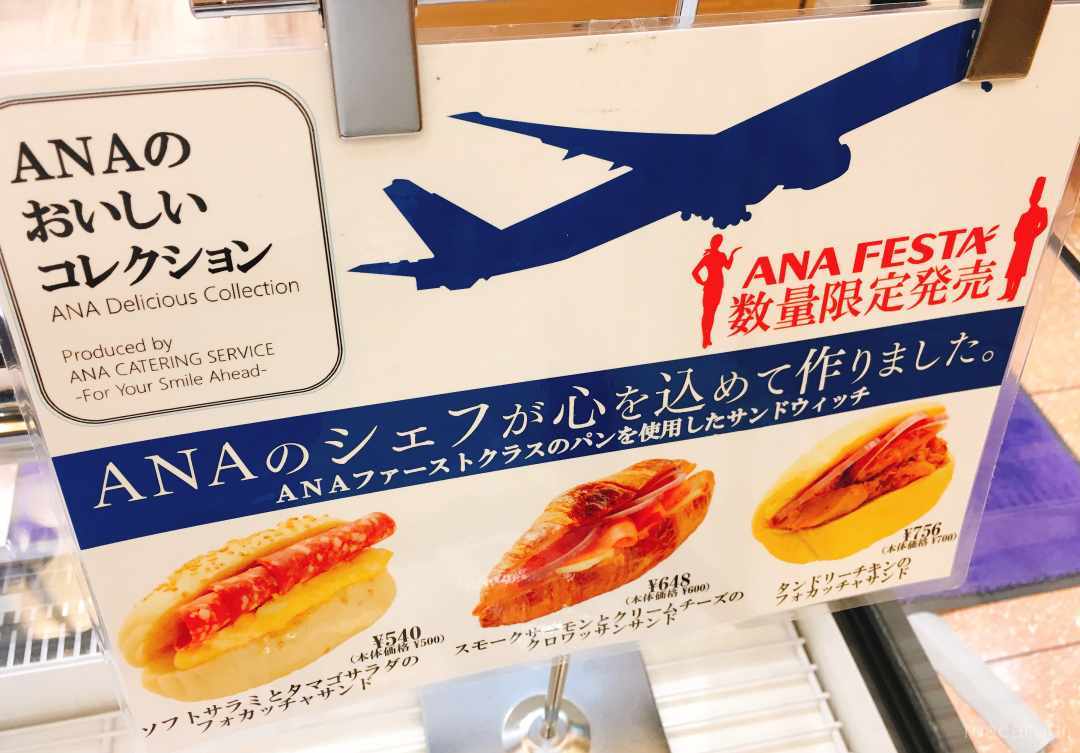 ANAの
おいしい
コレクション
ANA Delicious Collection
Produced by
ANA CATERING SERVICE
-For Your Smile Ahead-
ANA FESTA
数量限定発売
ANAのシェフが心を込めて作りました。
ANAファーストクラスのパンを使用したサンドウィッチ
¥540
(本体価格 ¥500)
ソフトサラミとタマゴサラダの
フォカッチャサンド
¥648
(本体価格 ¥600)
スモークサーモンとクリームチーズの
クロワッサンサンド
¥756
(本体価格 ¥700)
タンドリーチキンの
フォカッチャサンド